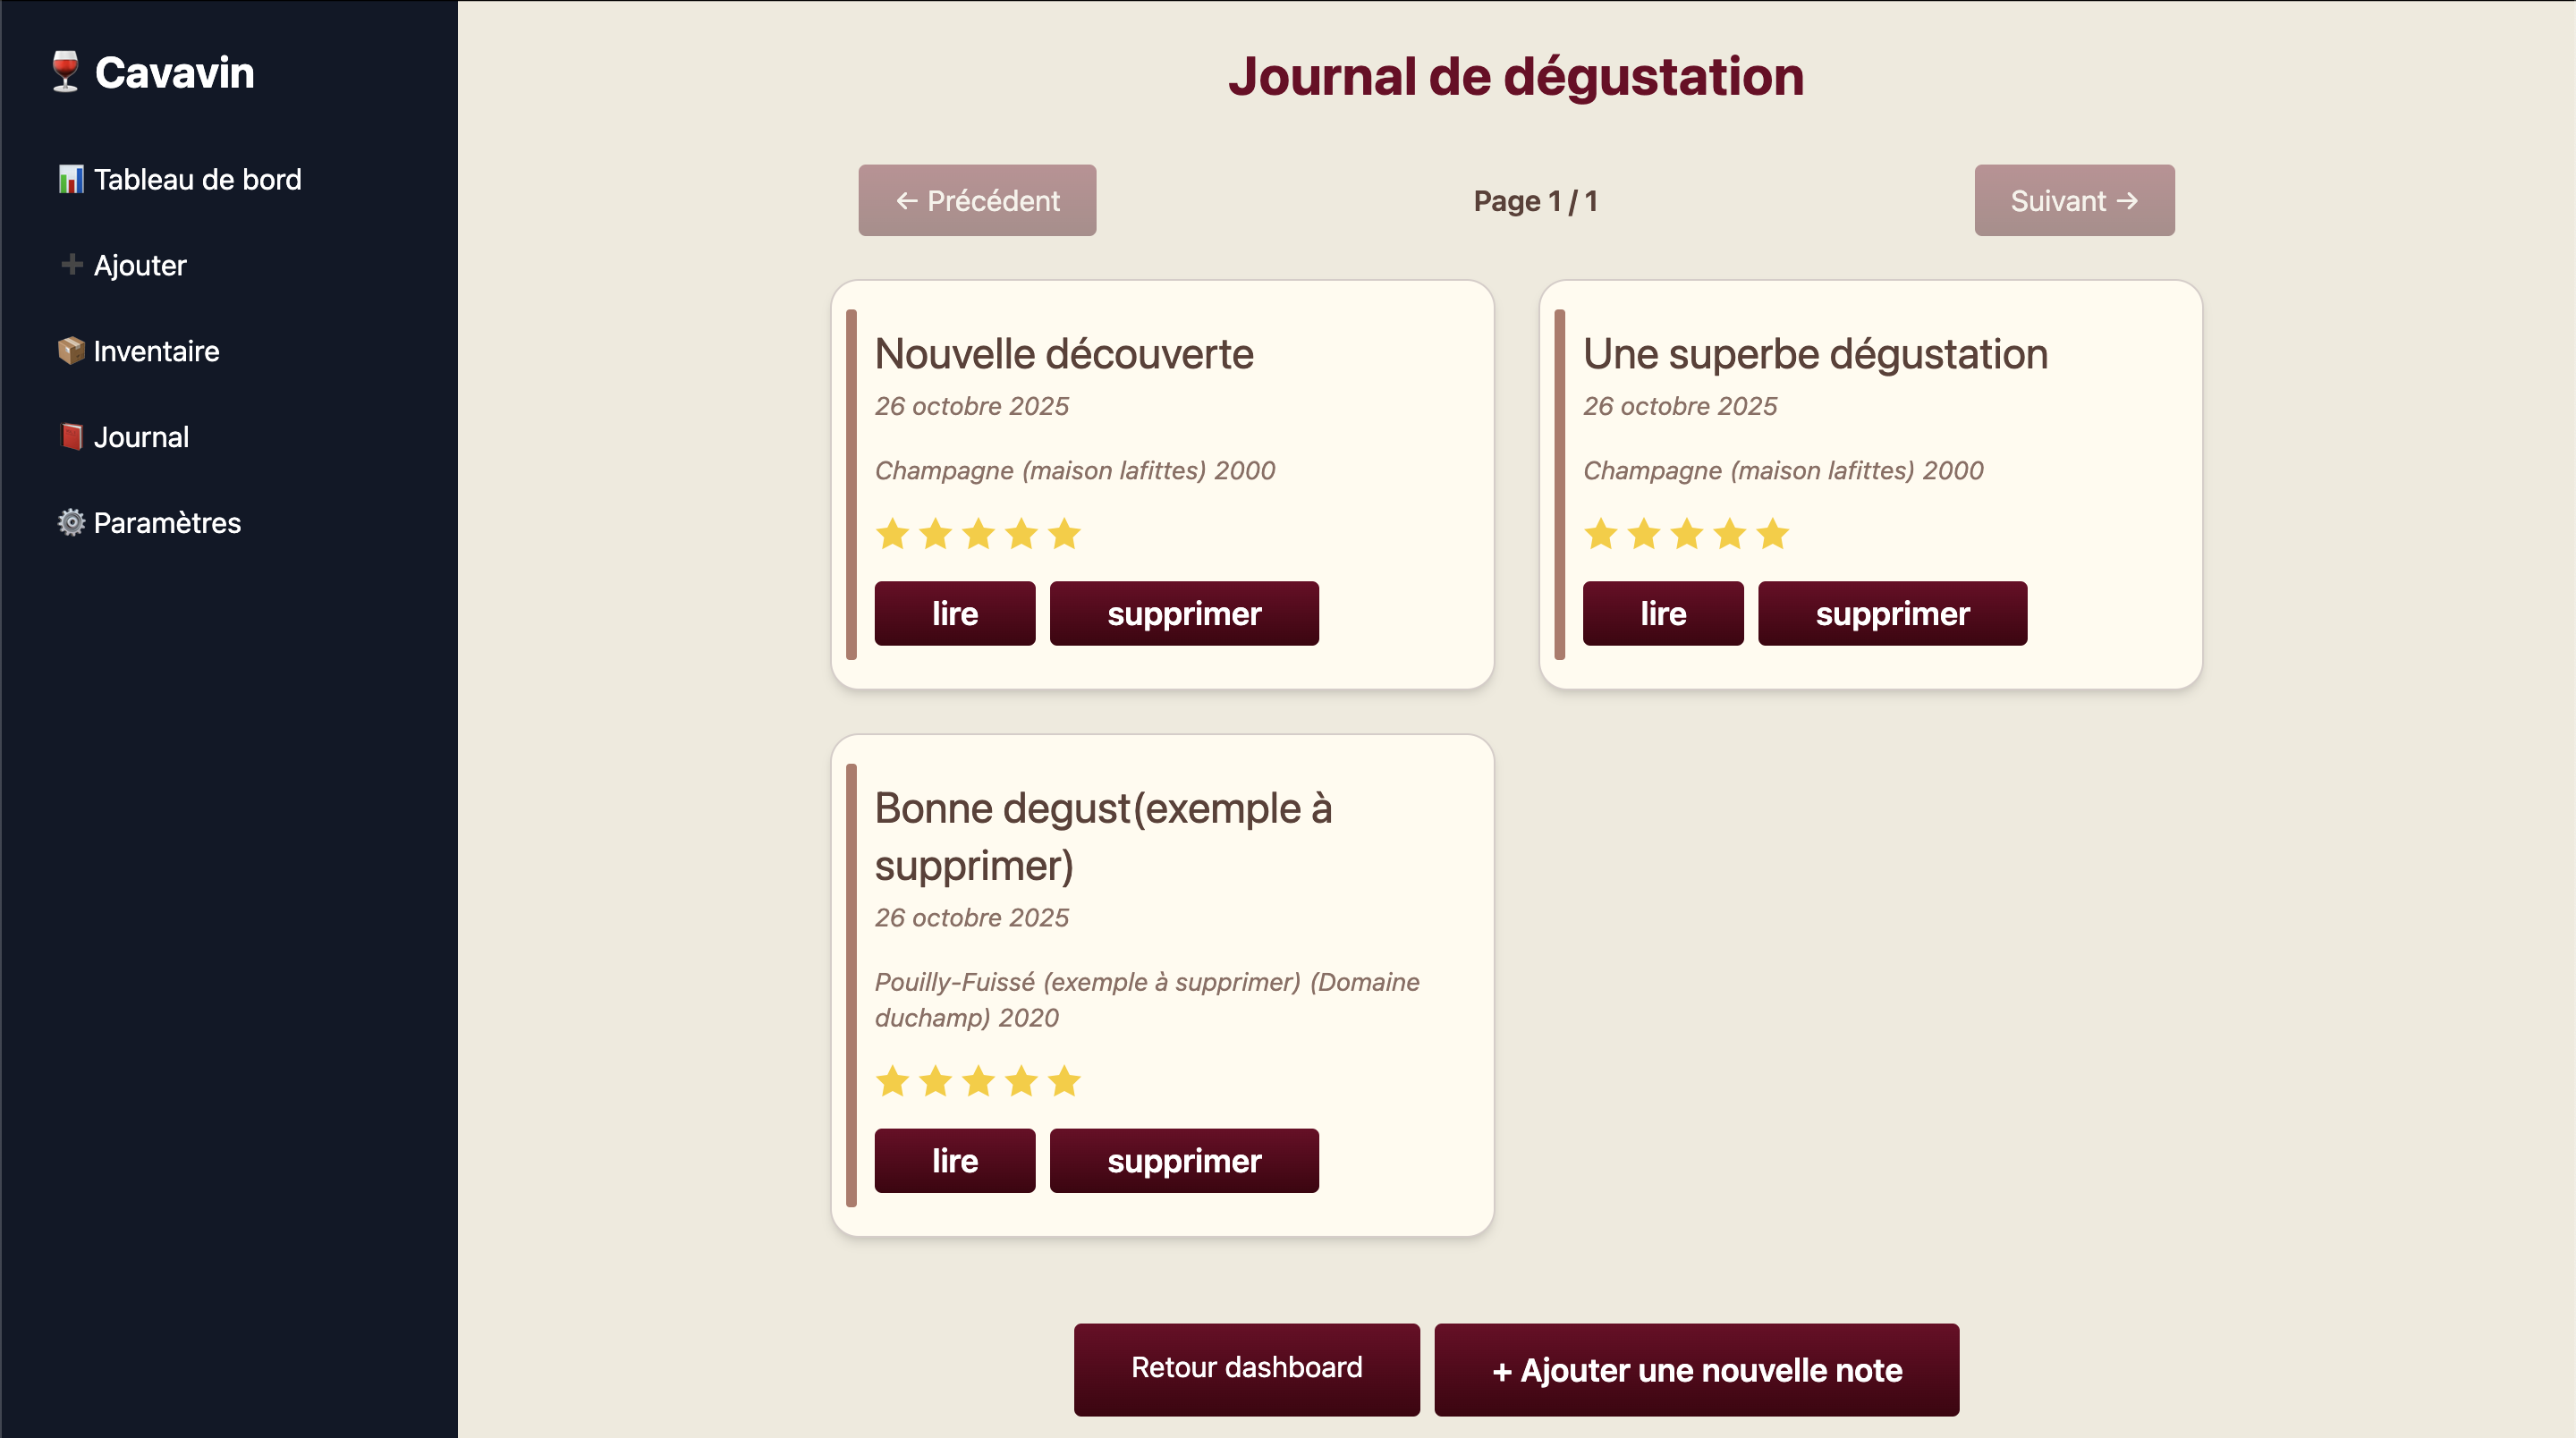 Cavavin
Tableau de bord
Ajouter
Inventaire
Journal
Paramètres
Journal de dégustation
← Précédent
Page 1 / 1
Suivant →
Nouvelle découverte
26 octobre 2025
Champagne (maison lafittes) 2000
lire
supprimer
Une superbe dégustation
26 octobre 2025
Champagne (maison lafittes) 2000
lire
supprimer
Bonne degust(exemple à
supprimer)
26 octobre 2025
Pouilly-Fuissé (exemple à supprimer) (Domaine
duchamp) 2020
lire
supprimer
Retour dashboard
+ Ajouter une nouvelle note